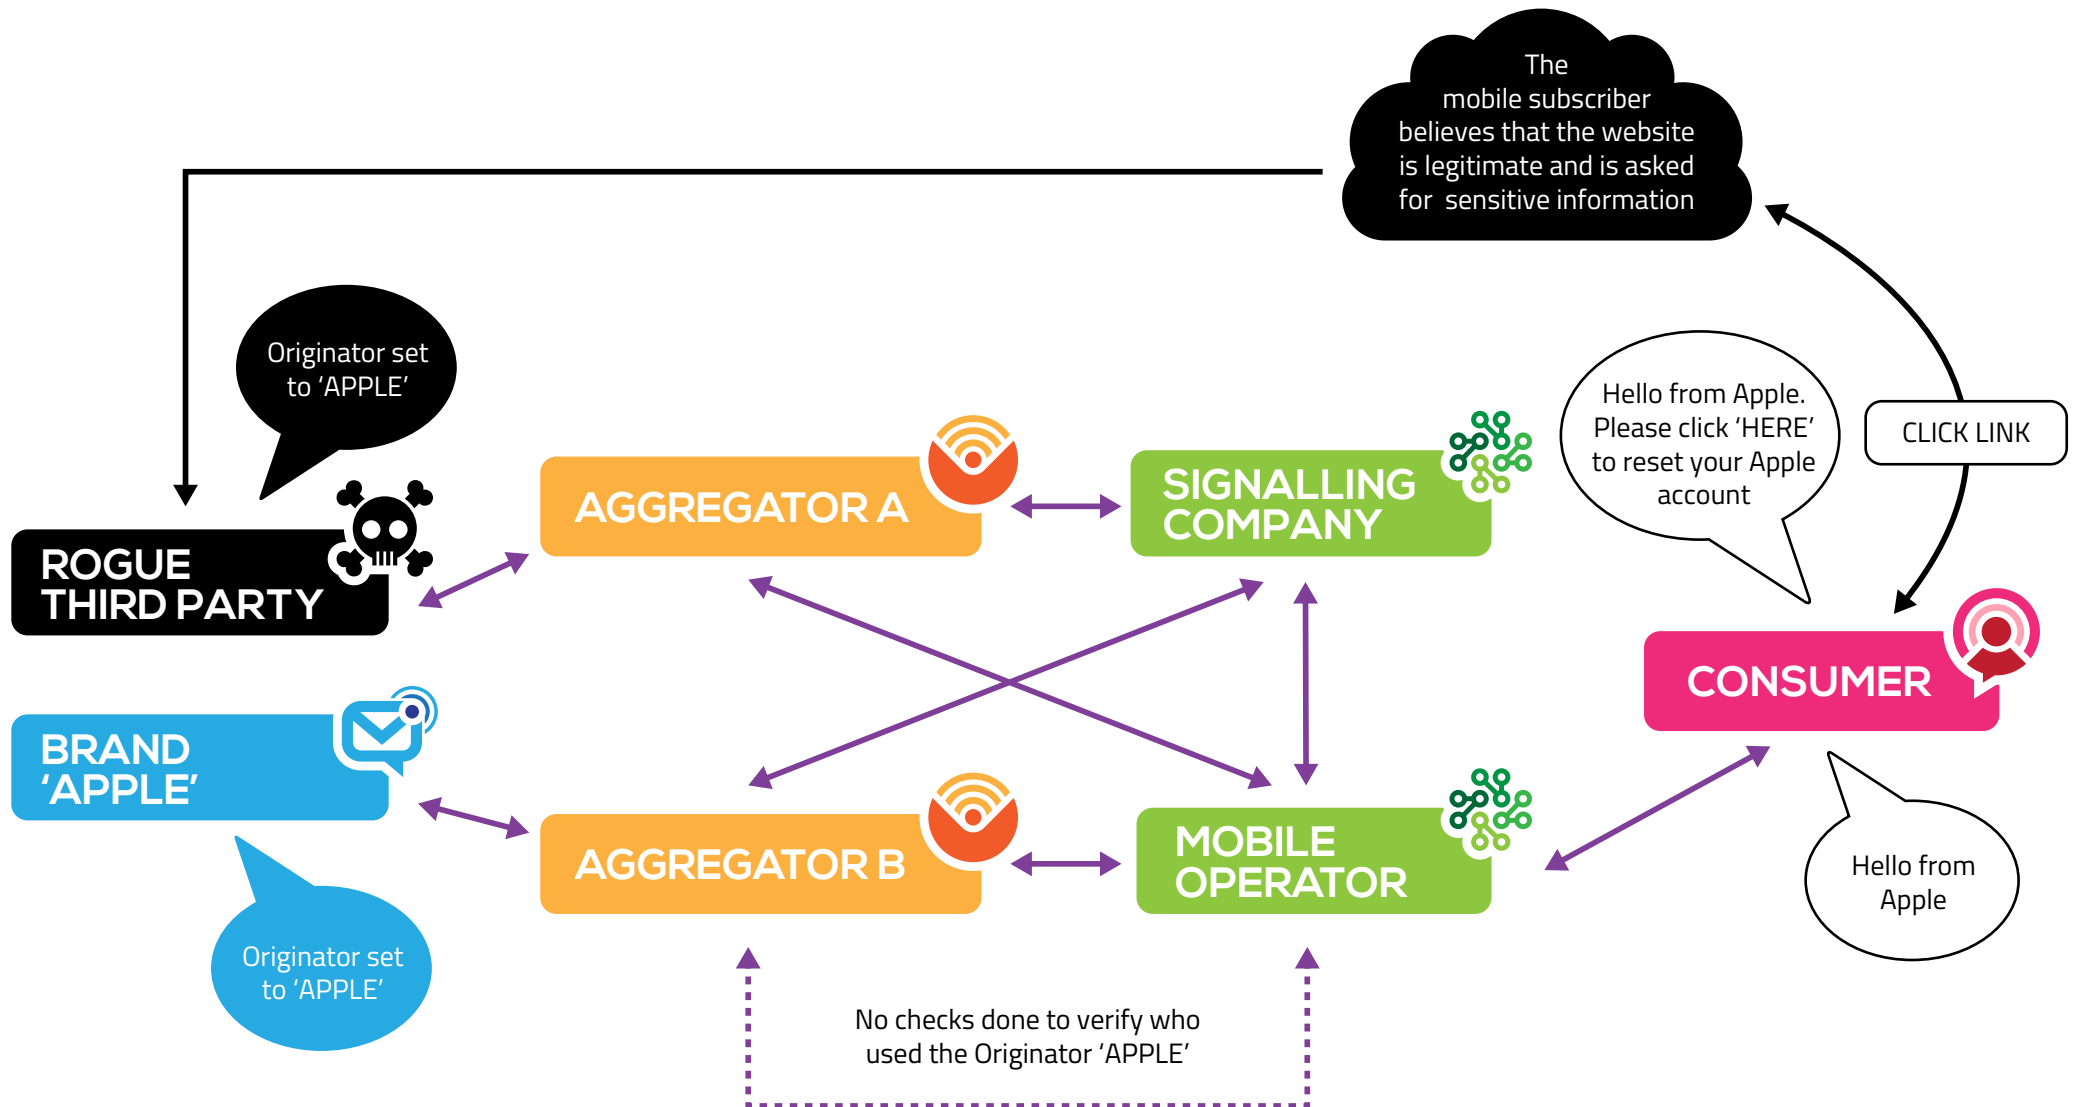 The
mobile subscriber
believes that the website
is legitimate and is asked
for sensitive information
Originator set
to ‘APPLE’
Hello from Apple.
Please click ‘HERE’
to reset your Apple
account
CLICK LINK
AGGREGATOR A
SIGNALLING
COMPANY
ROGUE
THIRD PARTY
CONSUMER
BRAND
‘APPLE’
AGGREGATOR B
MOBILE
OPERATOR
Hello from
Apple
Originator set
to ‘APPLE’
No checks done to verify who
used the Originator ‘APPLE’